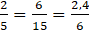 2/5 = 6/15 = 2,4/6